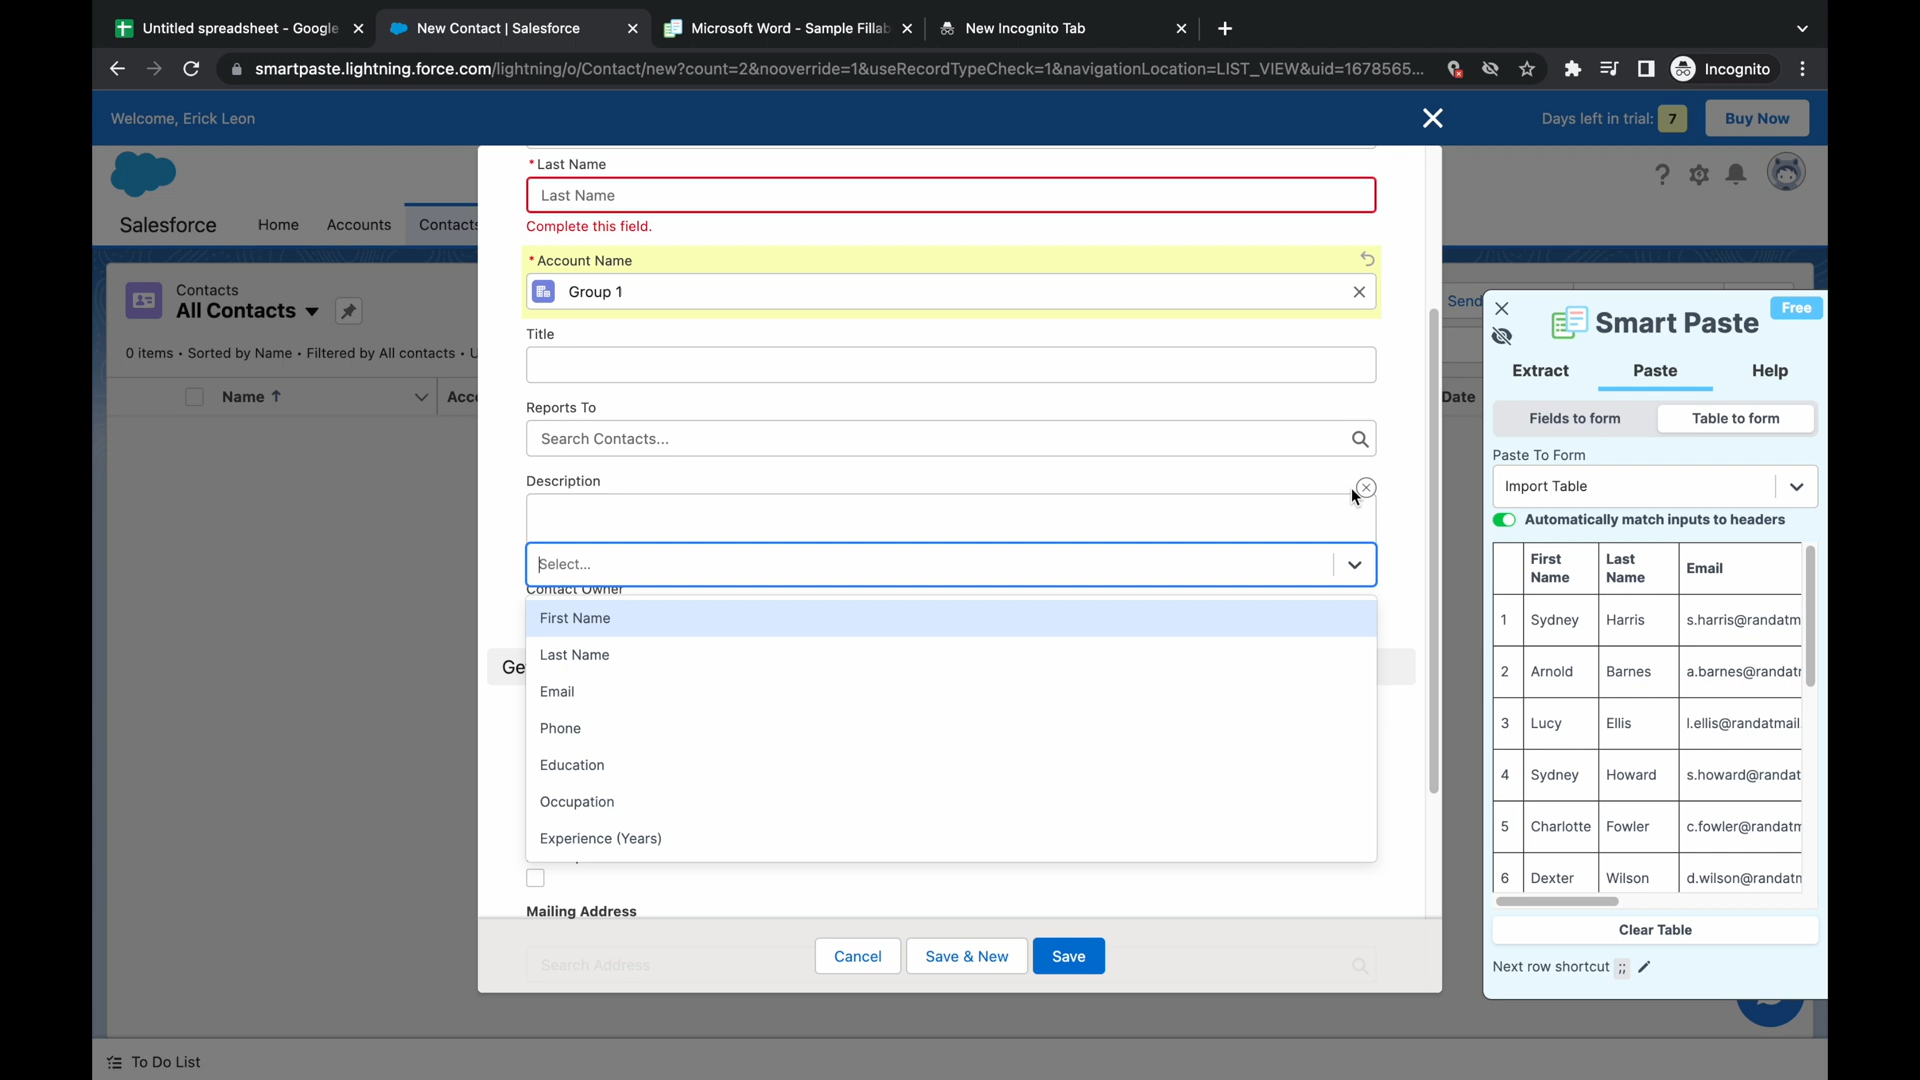 Untitled spreadsheet - Google
New Contact | Salesforce
Microsoft Word - Sample Fillab
New Incognito Tab
smartpaste.lightning.force.com/lightning/o/Contact/new?count=2&nooverride=1&useRecordTypeCheck=1&navigationLocation=LIST_VIEW&uid=1678565...
Incognito
Welcome, Erick Leon
Days left in trial: 7
Buy Now
Salesforce
Home
Accounts
Contacts
Contacts
All Contacts
0 items • Sorted by Name • Filtered by All contacts • U
Name
Acc
Send
Date
* Last Name
Last Name
Complete this field.
* Account Name
Group 1
Title
Reports To
Search Contacts...
Description
Select...
Contact Owner
Ge
First Name
Last Name
Email
Phone
Education
Occupation
Experience (Years)
Mailing Address
Search Address
Cancel
Save & New
Save
Free
Smart Paste
Extract
Paste
Help
Fields to form
Table to form
Paste To Form
Import Table
Automatically match inputs to headers
First Name Last Name Email
1 Sydney Harris s.harris@randatm
2 Arnold Barnes a.barnes@randatr
3 Lucy Ellis l.ellis@randatmail
4 Sydney Howard s.howard@randat
5 Charlotte Fowler c.fowler@randatm
6 Dexter Wilson d.wilson@randatn
Clear Table
Next row shortcut ;;
To Do List